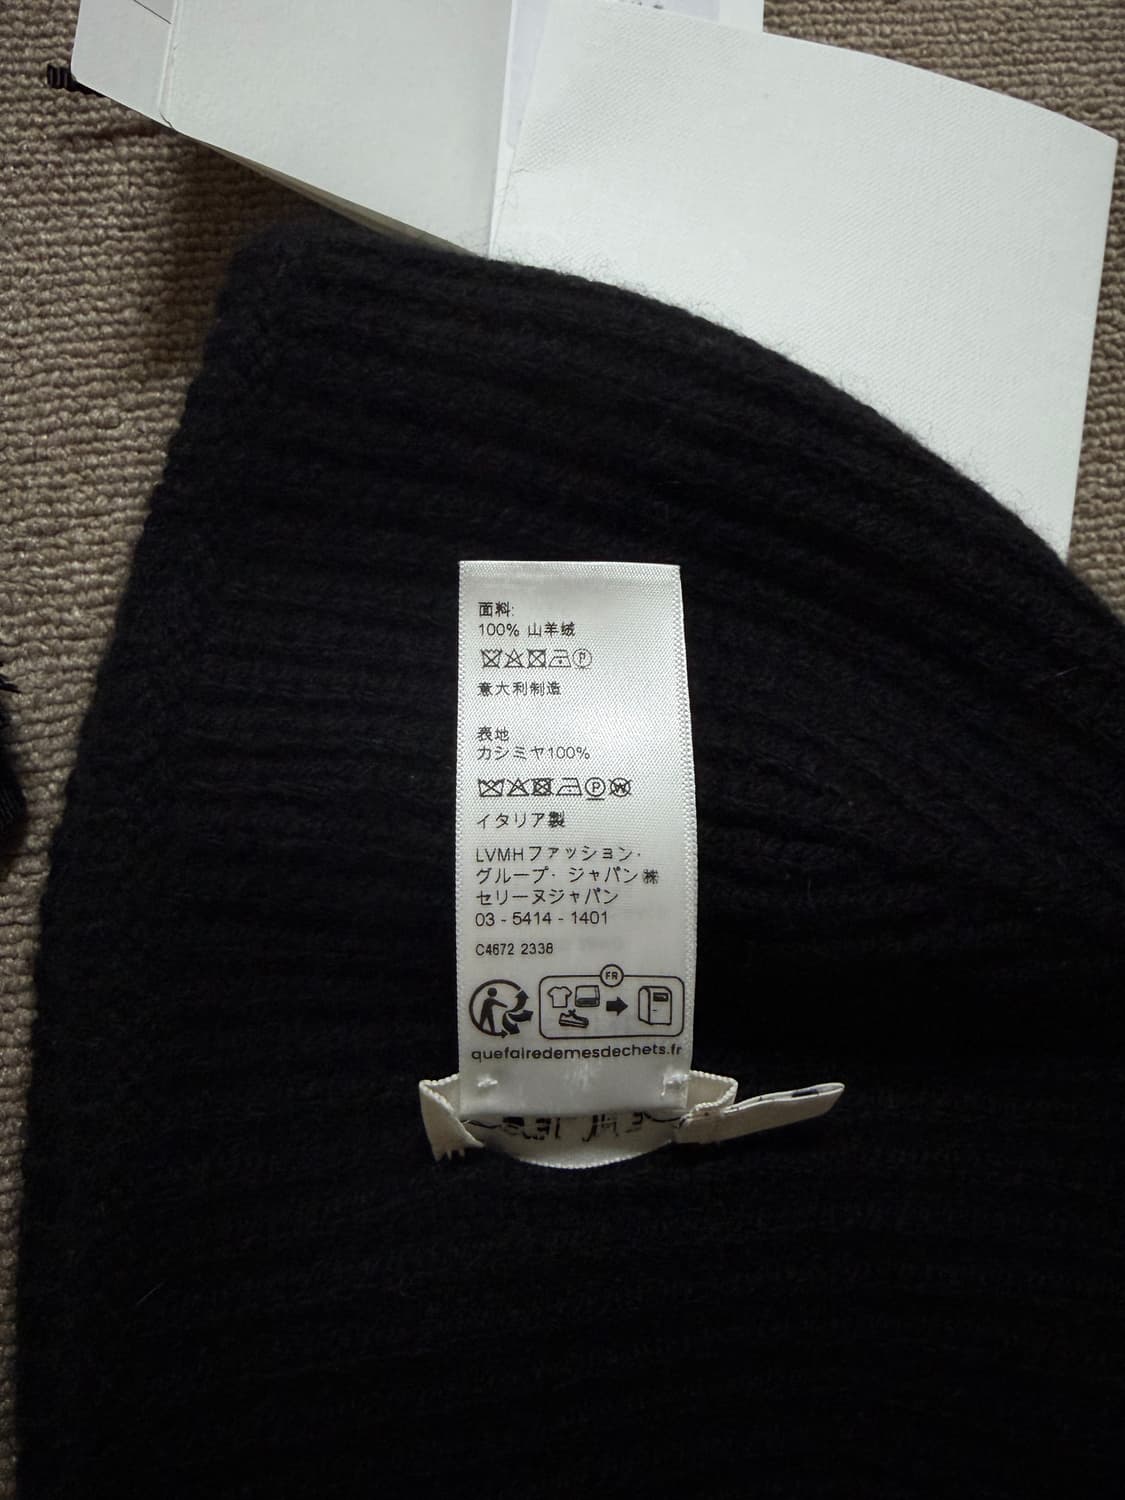 面料:
100% 山羊绒
P
意大利制造
表地
カシミヤ100%
P W
イタリア製
LVMHファッション・
グループ・ジャパン㈱
セリーヌジャパン
03 - 5414 - 1401
C4672 2338
FR
quefairedemesdechets.fr